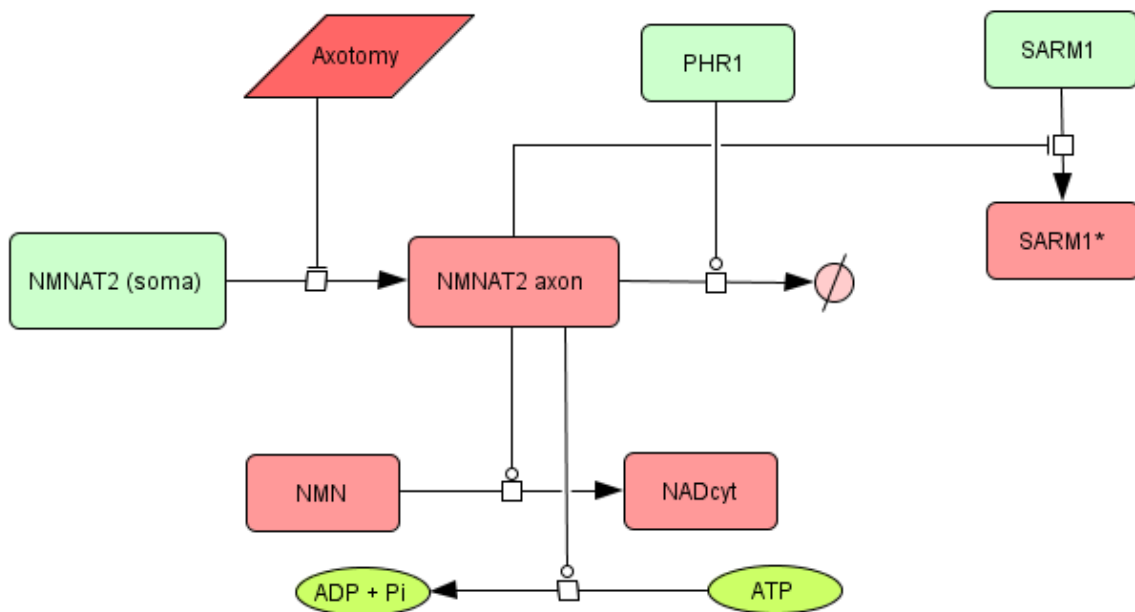 Axotomy
PHR1
SARM1
SARM1*
NMNAT2 (soma)
NMNAT2 axon
NMN
NADcyt
ADP + Pi
ATP